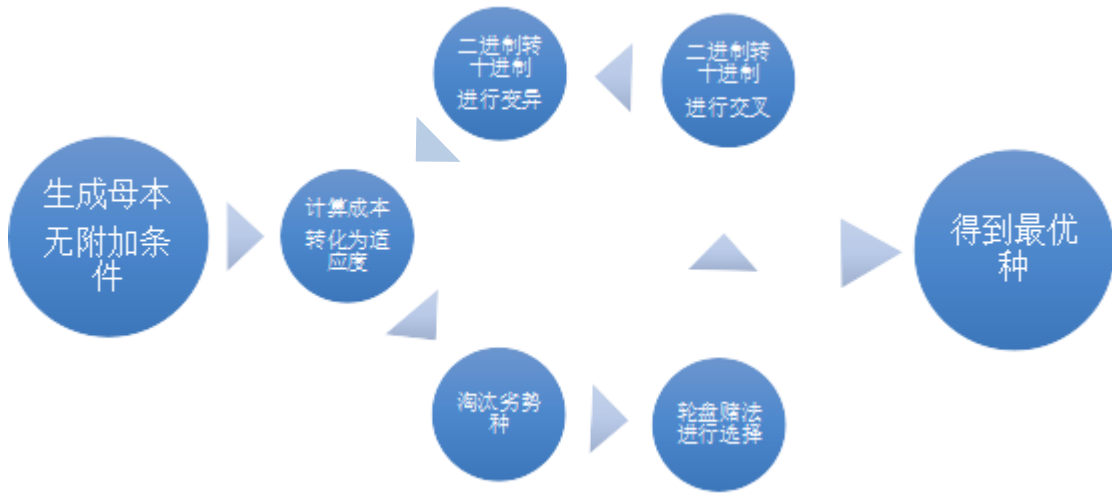 生成母本
无附加条
件
计算成本
转化为适
应度
二进制转
十进制
进行变异
二进制转
十进制
进行交叉
淘汰劣势
种
轮盘赌法
进行选择
得到最优
种